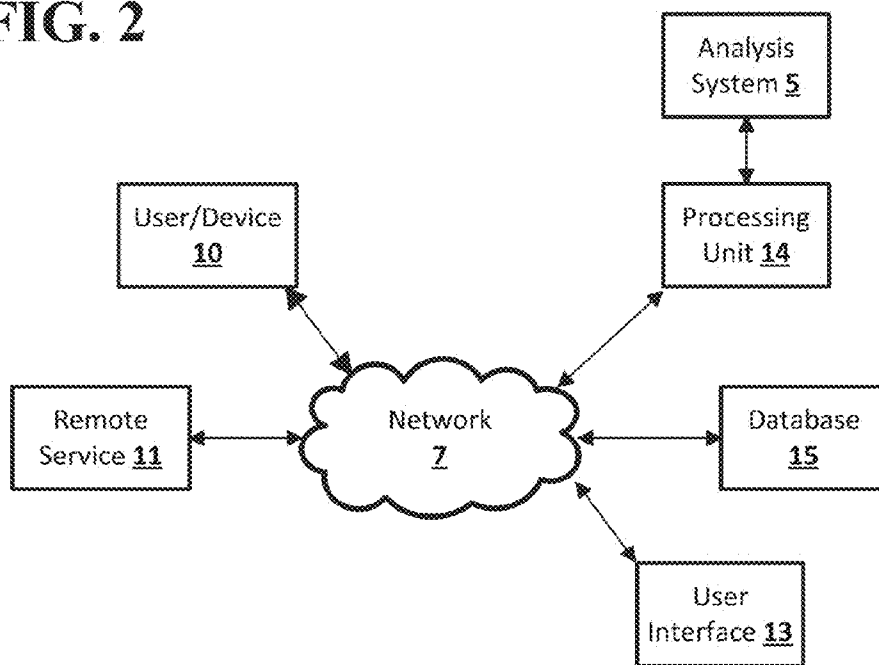 FIG. 2
Analysis
System 5
User/Device
10
Processing
Unit 14
Remote
Service 11
Network
7
Database
15
User
Interface 13